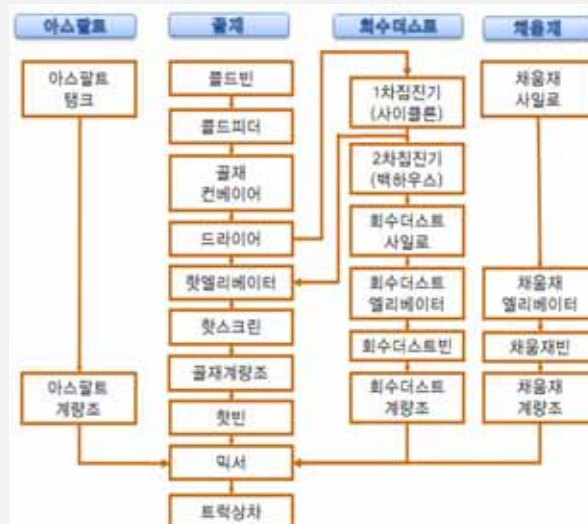 아스팔트
골재
회수더스트
채움재
아스팔트
탱크
콜드빈
콜드피더
골재
컨베이어
드라이어
핫엘리베이터
핫스크린
골재계량조
핫빈
믹서
트럭상차
1차집진기
(사이클론)
2차집진기
(백하우스)
회수더스트
사일로
회수더스트
엘리베이터
회수더스트빈
회수더스트
계량조
채움재
사일로
채움재
엘리베이터
채움재빈
채움재
계량조
아스팔트
계량조